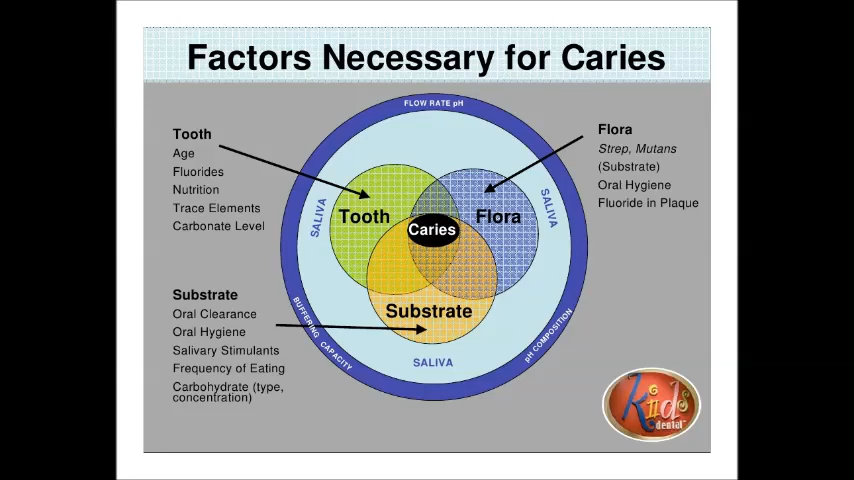 Factors Necessary for Caries
FLOW RATE pH
Tooth
Age
Fluorides
Nutrition
Trace Elements
Carbonate Level
Flora
Strep, Mutans
(Substrate)
Oral Hygiene
Fluoride in Plaque
SALIVA
SALIVA
Tooth
Flora
Caries
Substrate
SALIVA
BUFFERING CAPACITY
pH COMPOSITION
Substrate
Oral Clearance
Oral Hygiene
Salivary Stimulants
Frequency of Eating
Carbohydrate (type,
concentration)
Kiids
dental